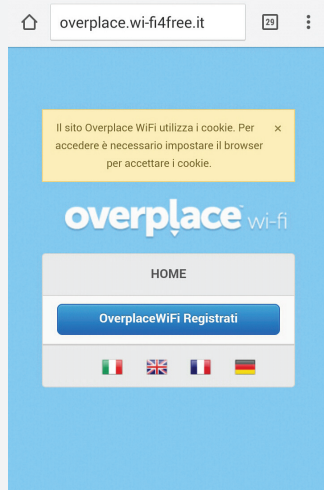 overplace.wi-fi4free.it
29
Il sito Overplace WiFi utilizza i cookie. Per
accedere è necessario impostare il browser
per accettare i cookie.
×
overplace wi-fi
HOME
OverplaceWiFi Registrati